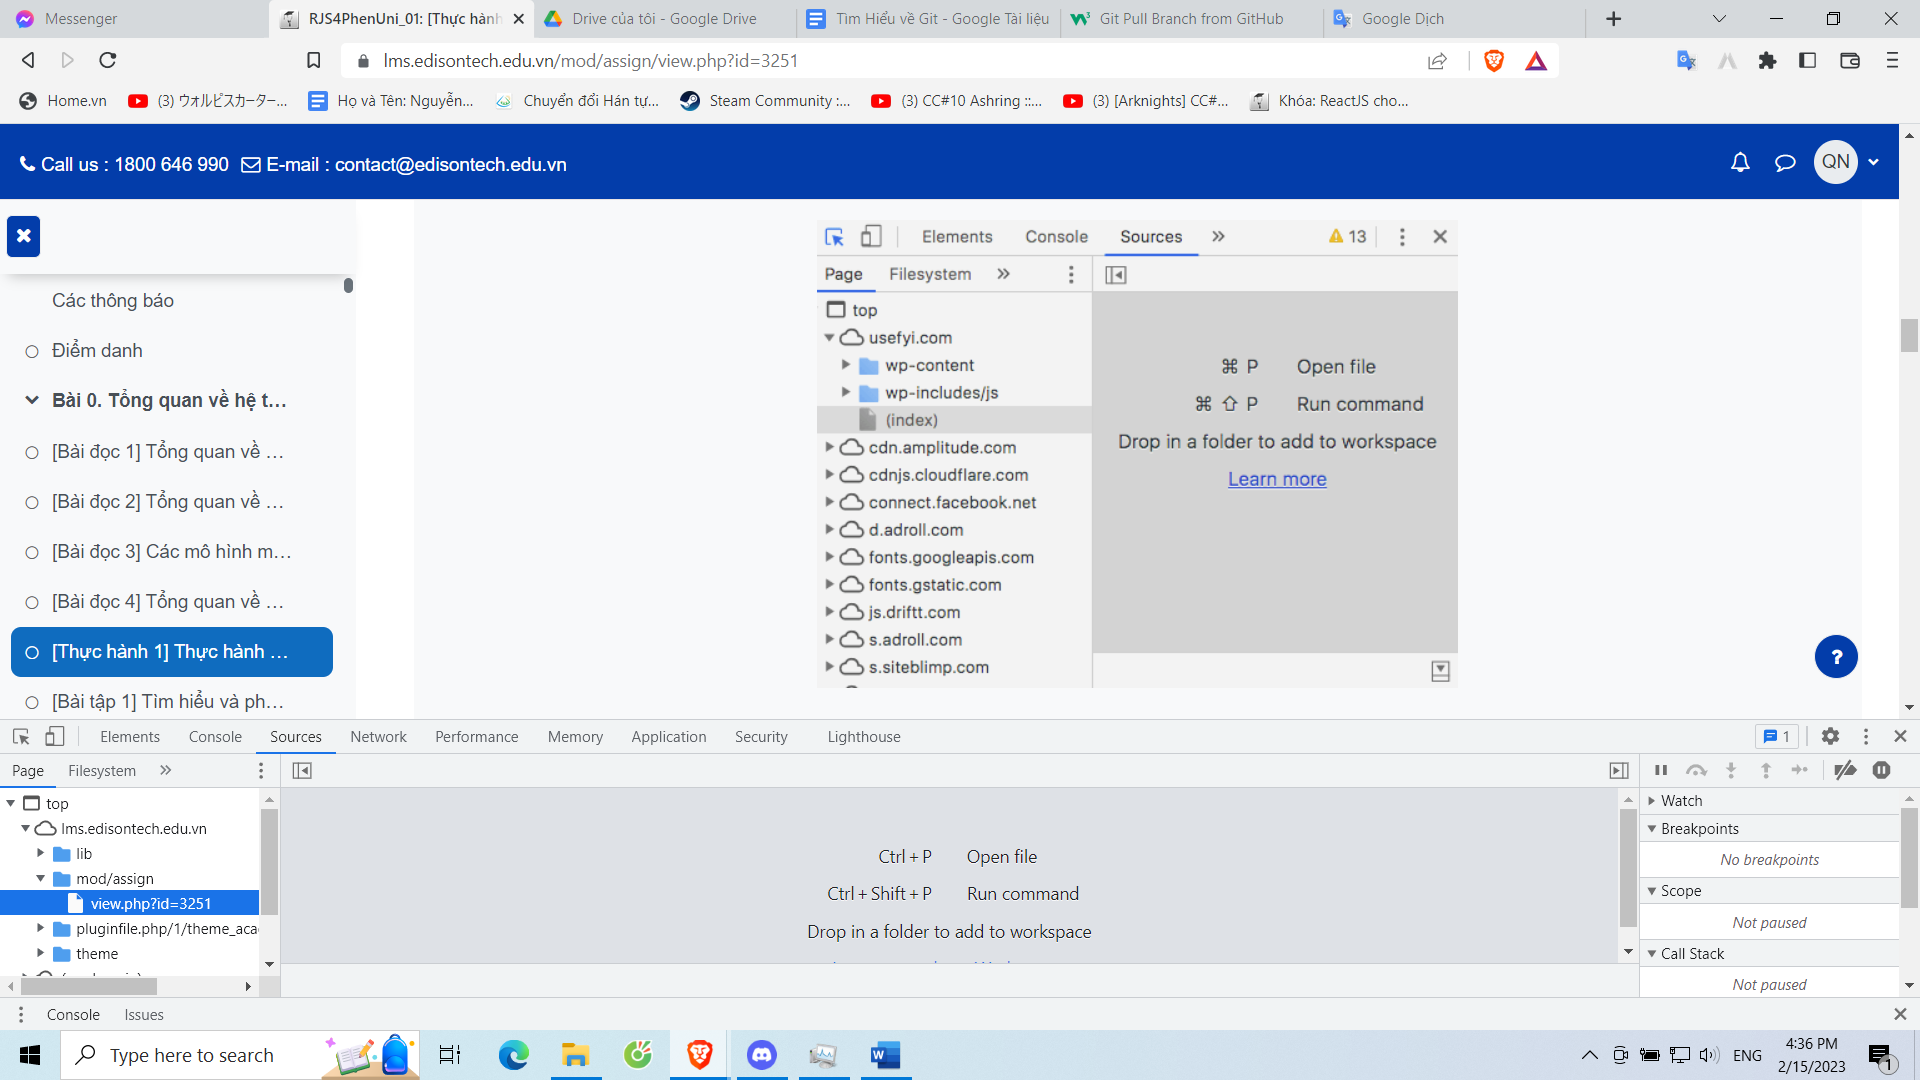 Messenger
RJS4PhenUni_01: [Thực hành
Drive của tôi - Google Drive
Tìm Hiểu về Git - Google Tài liệu
Git Pull Branch from GitHub
Google Dịch
lms.edisontech.edu.vn/mod/assign/view.php?id=3251
Home.vn
(3) ウォルピスカーター...
Họ và Tên: Nguyễn...
Chuyển đổi Hán tự...
Steam Community :...
(3) CC#10 Ashring ::...
(3) [Arknights] CC#...
Khóa: ReactJS cho...
Call us : 1800 646 990
E-mail : contact@edisontech.edu.vn
QN
Các thông báo
Điểm danh
Bài 0. Tổng quan về hệ t...
[Bài đọc 1] Tổng quan về ...
[Bài đọc 2] Tổng quan về ...
[Bài đọc 3] Các mô hình m...
[Bài đọc 4] Tổng quan về ...
[Thực hành 1] Thực hành ...
[Bài tập 1] Tìm hiểu và ph...
Elements
Console
Sources
13
Page
Filesystem
top
usefyi.com
wp-content
wp-includes/js
(index)
cdn.amplitude.com
cdnjs.cloudflare.com
connect.facebook.net
d.adroll.com
fonts.googleapis.com
fonts.gstatic.com
js.driftt.com
s.adroll.com
s.siteblimp.com
⌘ P Open file
⌘ ⇧ P Run command
Drop in a folder to add to workspace
Learn more
?
Elements
Console
Sources
Network
Performance
Memory
Application
Security
Lighthouse
1
Page
Filesystem
top
lms.edisontech.edu.vn
lib
mod/assign
view.php?id=3251
pluginfile.php/1/theme_aca
theme
Ctrl + P Open file
Ctrl + Shift + P Run command
Drop in a folder to add to workspace
Watch
Breakpoints
No breakpoints
Scope
Not paused
Call Stack
Not paused
Console
Issues
Type here to search
ENG
4:36 PM
2/15/2023
1